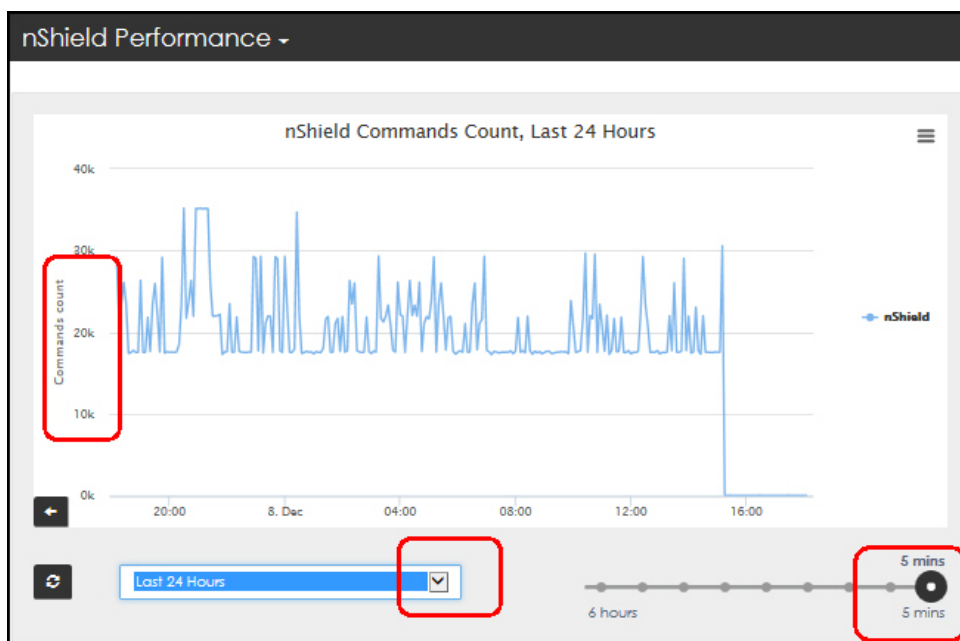 nShield Performance
nShield Commands Count, Last 24 Hours
40k
30k
20k
10k
0k
Commands count
20:00
8. Dec
04:00
08:00
12:00
16:00
nShield
Last 24 Hours
5 mins
6 hours
5 mins